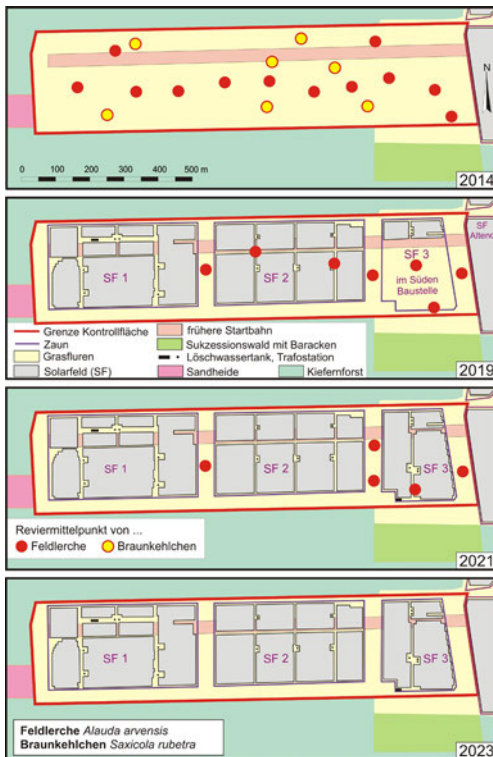 N
0 100 200 300 400 500 m
2014
SF 1
SF 2
SF 3
im Süden
Baustelle
SF
Grenze Kontrollfläche
Zaun
Grasfluren
Solarfeld (SF)
frühere Startbahn
Sukzessionswald mit Baracken
Löschwassertank, Trafostation
Sandheide
Kiefernforst
2019
SF 1
SF 2
SF 3
Reviermittelpunkt von ...
Feldlerche
Braunkehlchen
2021
SF 1
SF 2
SF 3
Feldlerche Alauda arvensis
Braunkehlchen Saxicola rubetra
2023